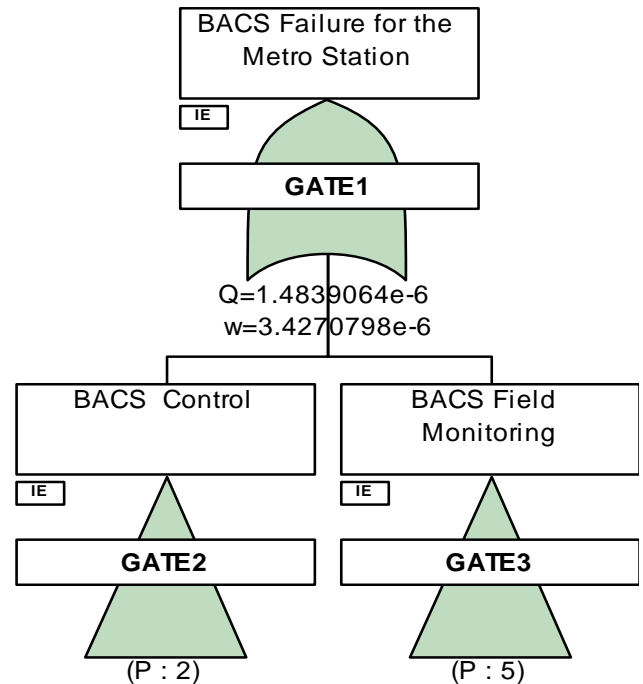 BACS Failure for the
Metro Station
IE
GATE1
Q=1.4839064e-6
w=3.4270798e-6
BACS Control
BACS Field
Monitoring
IE
IE
GATE2
GATE3
(P : 2)
(P : 5)